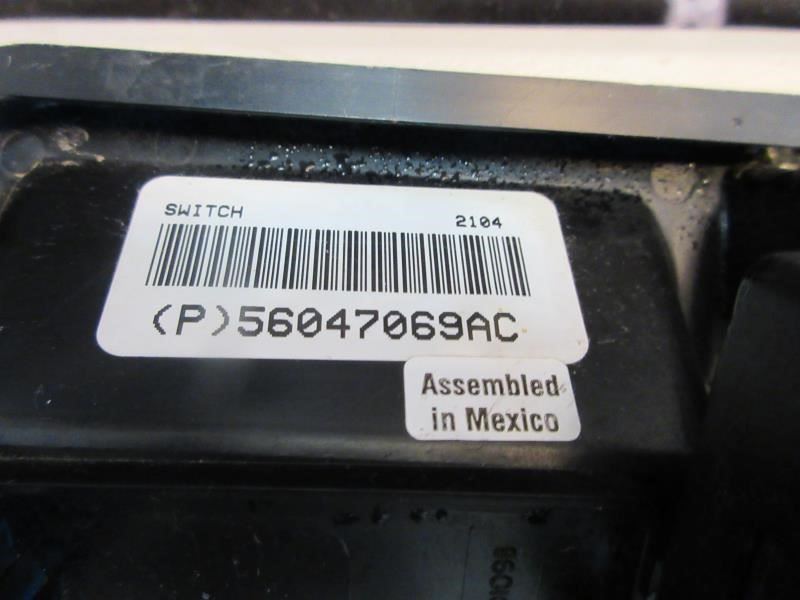 SWITCH 2104
(P)56047069AC
Assembled
in Mexico